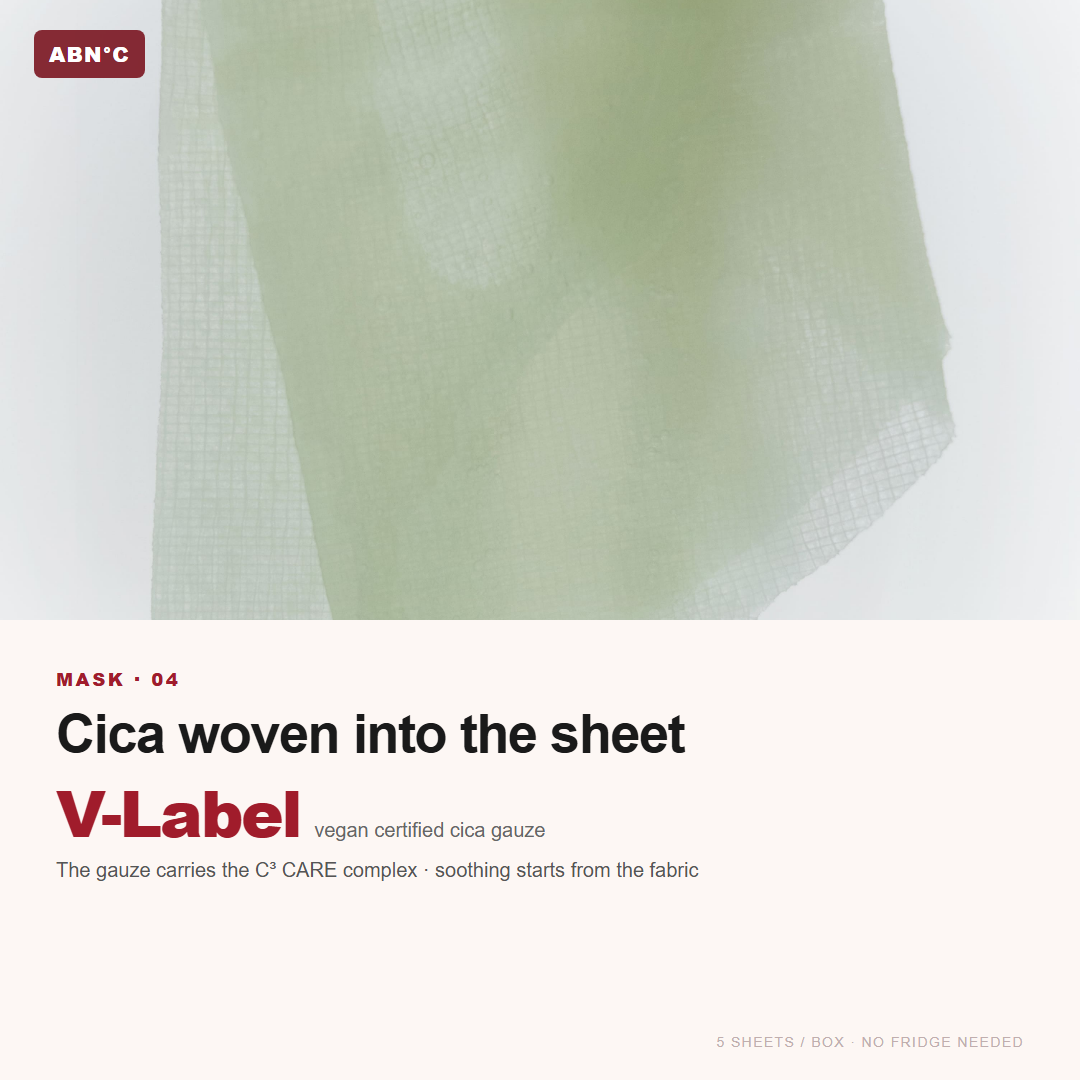 ABN°C
MASK · 04
Cica woven into the sheet
V-Label vegan certified cica gauze
The gauze carries the C³ CARE complex · soothing starts from the fabric
5 SHEETS / BOX · NO FRIDGE NEEDED